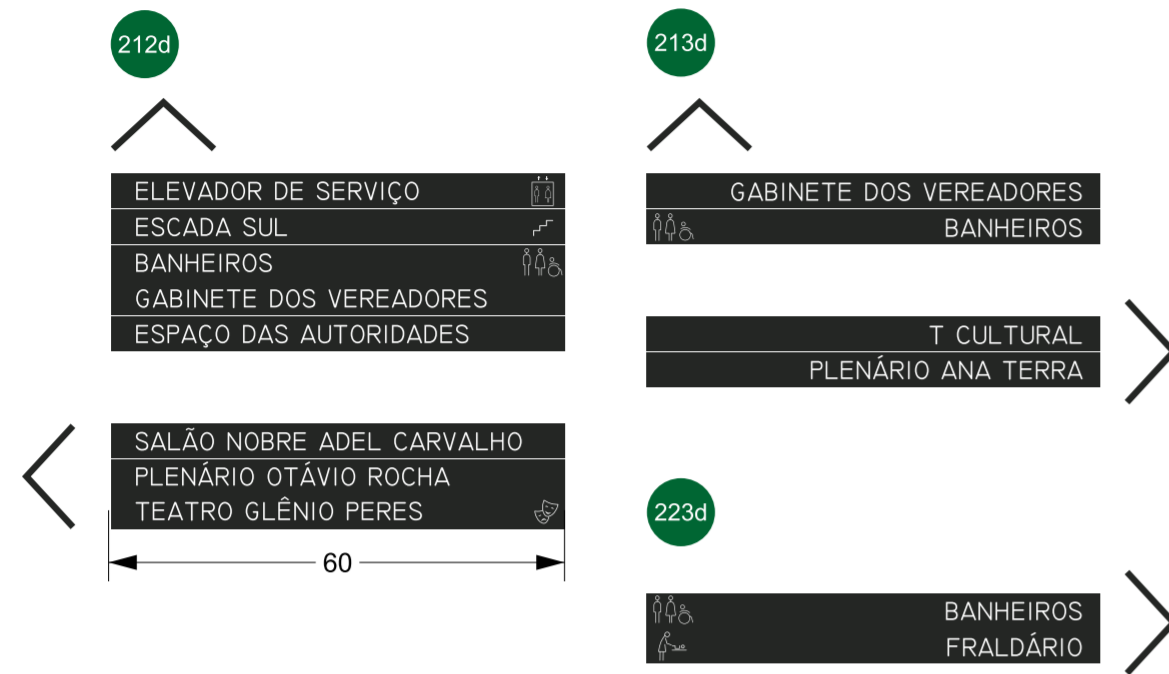 212d
ELEVADOR DE SERVIÇO
ESCADA SUL
BANHEIROS
GABINETE DOS VEREADORES
ESPAÇO DAS AUTORIDADES
SALÃO NOBRE ADEL CARVALHO
PLENÁRIO OTÁVIO ROCHA
TEATRO GLÊNIO PERES
60
213d
GABINETE DOS VEREADORES
BANHEIROS
T CULTURAL
PLENÁRIO ANA TERRA
223d
BANHEIROS
FRALDÁRIO